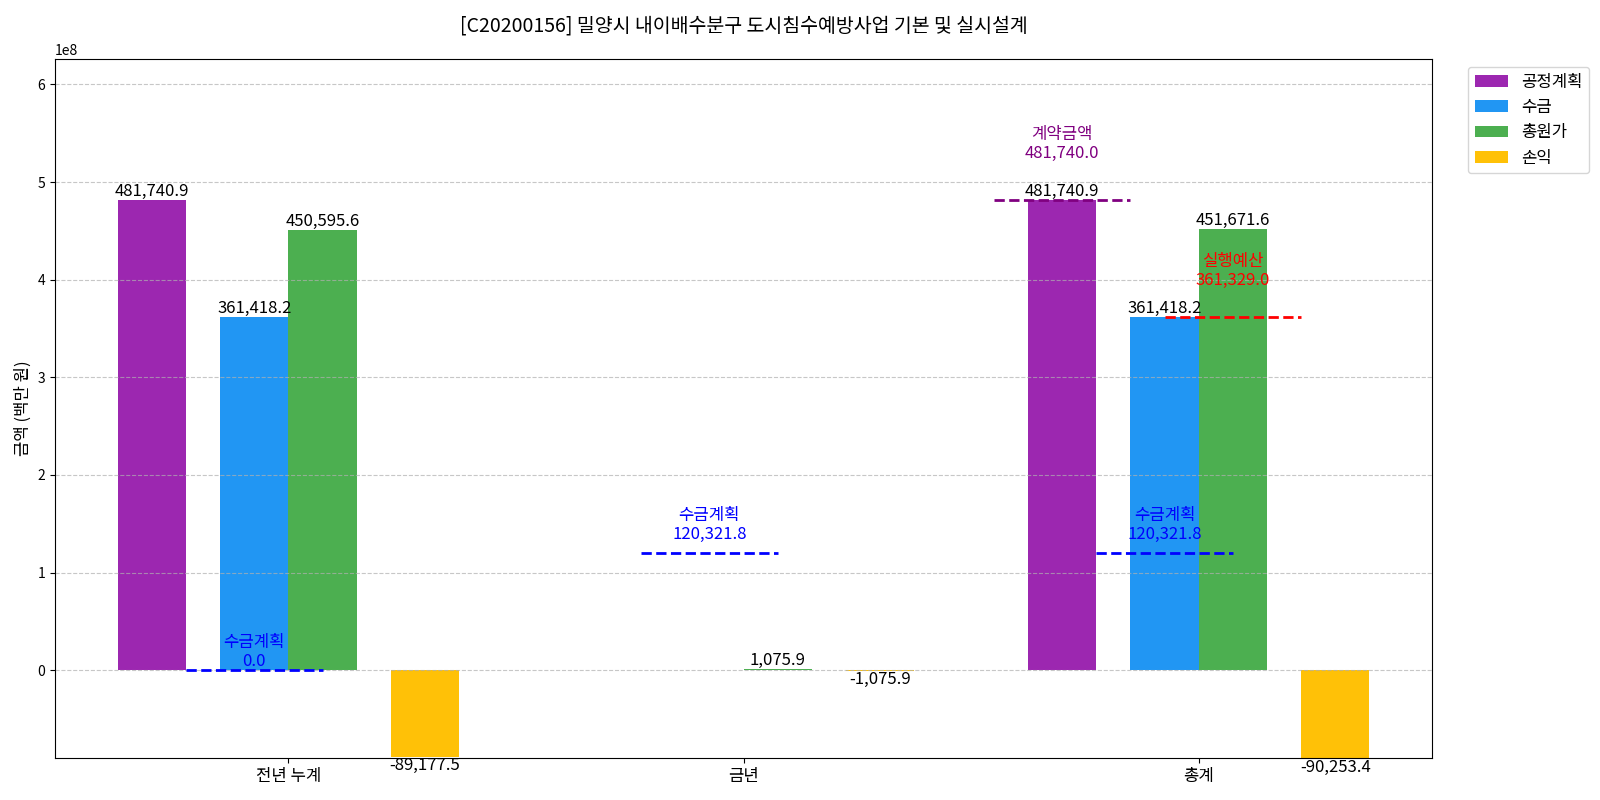 [C20200156] 밀양시 내이배수분구 도시침수예방사업 기본 및 실시설계
1e8
금액 (백만 원)
6
5
4
3
2
1
0
481,740.9
361,418.2
450,595.6
수금계획
0.0
-89,177.5
수금계획
120,321.8
1,075.9
-1,075.9
계약금액
481,740.0
481,740.9
361,418.2
451,671.6
실행예산
361,329.0
수금계획
120,321.8
-90,253.4
전년 누계
금년
총계
공정계획
수금
총원가
손익